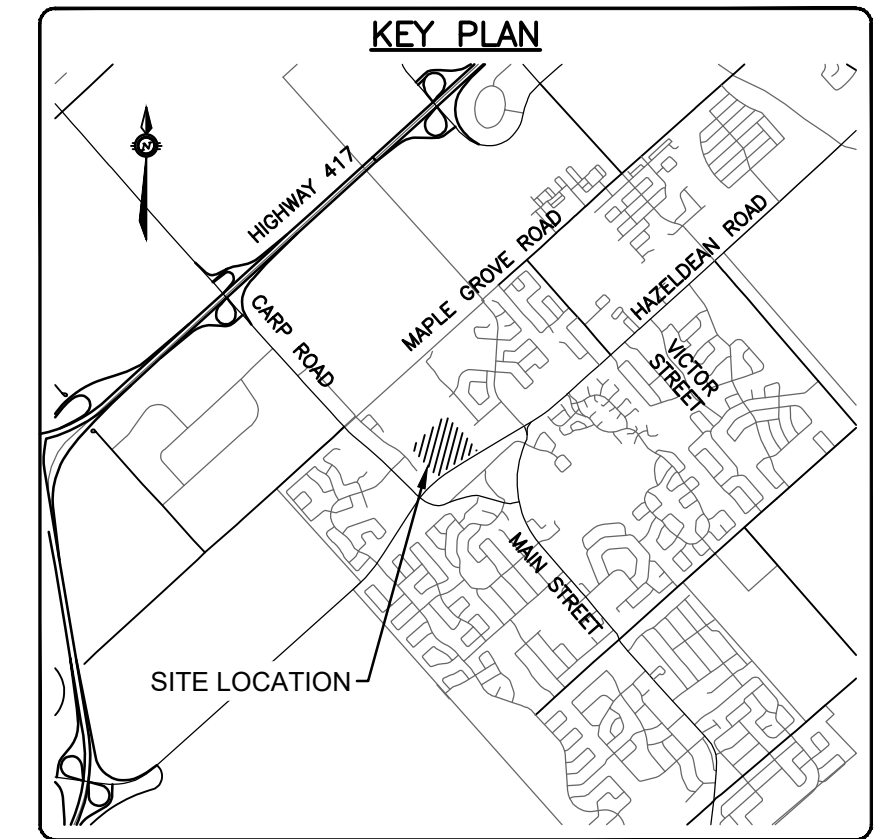 KEY PLAN
N
HIGHWAY 417
MAPLE GROVE ROAD
HAZELDEAN ROAD
CARP ROAD
VICTOR
STREET
MAIN STREET
SITE LOCATION